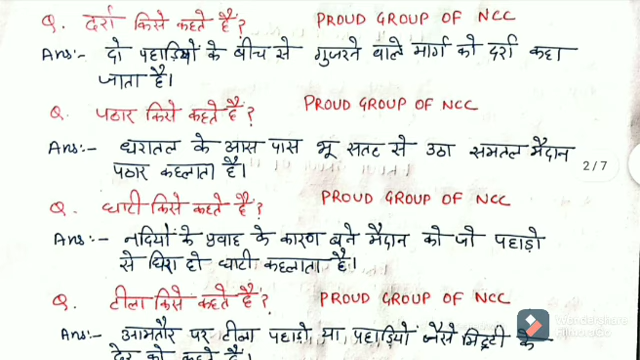 Q. दर्रा किसे कहते हैं? PROUD GROUP OF NCC
Ans:- दो पहाड़ियों के बीच से गुजरने वाले मार्ग को दर्रा कहा
जाता है।
Q. पठार किसे कहते हैं? PROUD GROUP OF NCC
Ans:- धरातल के आस पास भू सतह से उठा समतल मैदान
पठार कहलाता है।
2/7
Q. घाटी किसे कहते हैं? PROUD GROUP OF NCC
Ans:- नदियों के प्रवाह के कारण बने मैदान को जो पहाड़ो
से घिरा हो घाटी कहलाता है।
Q. टीला किसे कहते हैं? PROUD GROUP OF NCC
Wondershare
Filmora
Ans:- आमतौर पर टीला पहाड़ो या पहाड़ियों जैसे मिट्टी के
ढेर को कहते हैं।